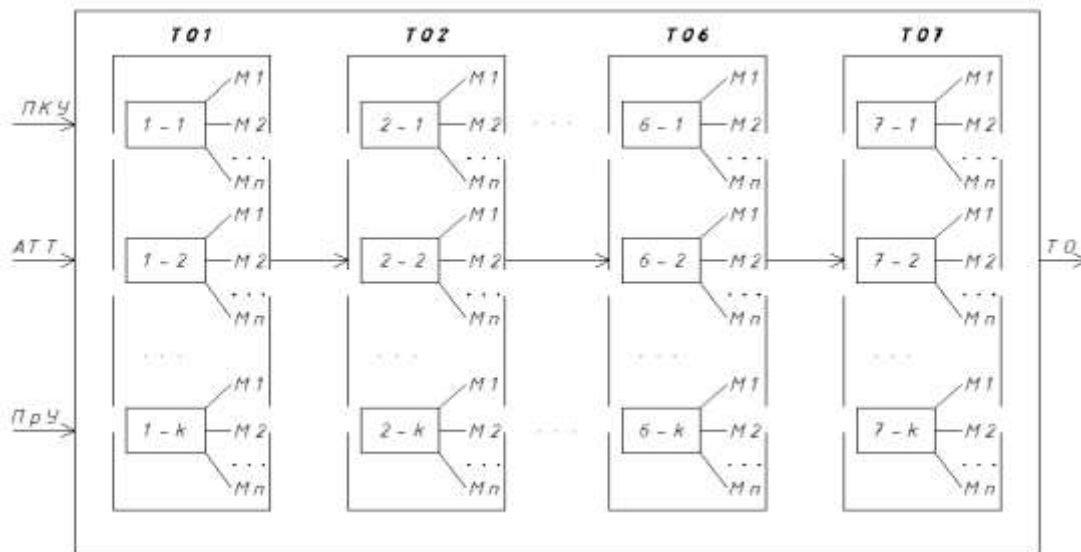 ТО1 ТО2 ТО6 ТО7
М1 М1 М1 М1
ПКУ 1-1 М2 2-1 М2 . . . 6-1 М2 7-1 М2
. . . . . . . . . . . .
Мn Мn Мn Мn
М1 М1 М1 М1
АТТ 1-2 М2 2-2 М2 6-2 М2 7-2 М2 ТО
. . . . . . . . . . . .
Мn Мn Мn Мn
. . . . . . . . . . . .
М1 М1 М1 М1
ПрУ 1-k М2 2-k М2 . . . 6-k М2 7-k М2
. . . . . . . . . . . .
Мn Мn Мn Мn